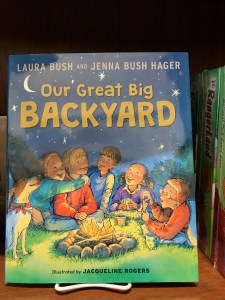 LAURA BUSH AND JENNA BUSH HAGER
OUR GREAT BIG
BACKYARD
Illustrated by JACQUELINE ROGERS